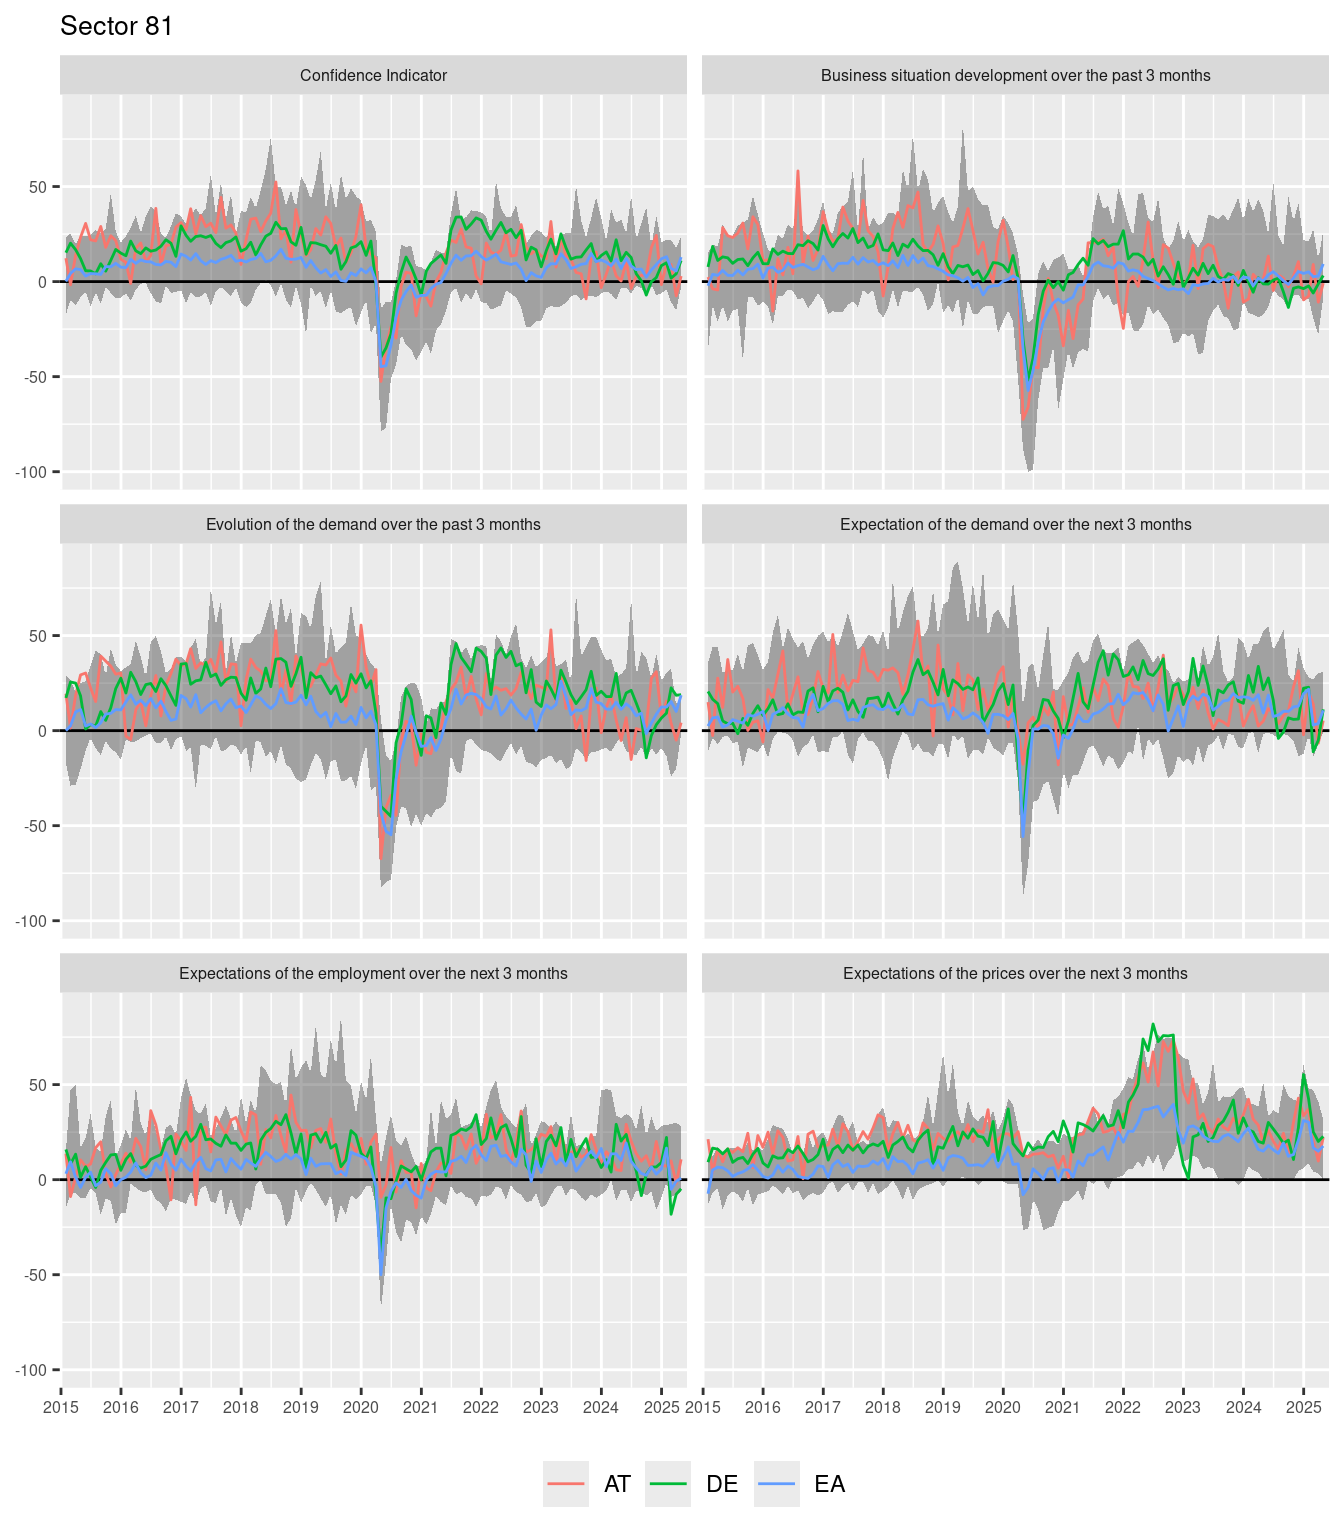 Sector 81
Confidence Indicator
Business situation development over the past 3 months
50
0
-50
-100
Evolution of the demand over the past 3 months
Expectation of the demand over the next 3 months
50
0
-50
-100
Expectations of the employment over the next 3 months
Expectations of the prices over the next 3 months
50
0
-50
-100
2015 2016 2017 2018 2019 2020 2021 2022 2023 2024 2025 2015 2016 2017 2018 2019 2020 2021 2022 2023 2024 2025
AT DE EA